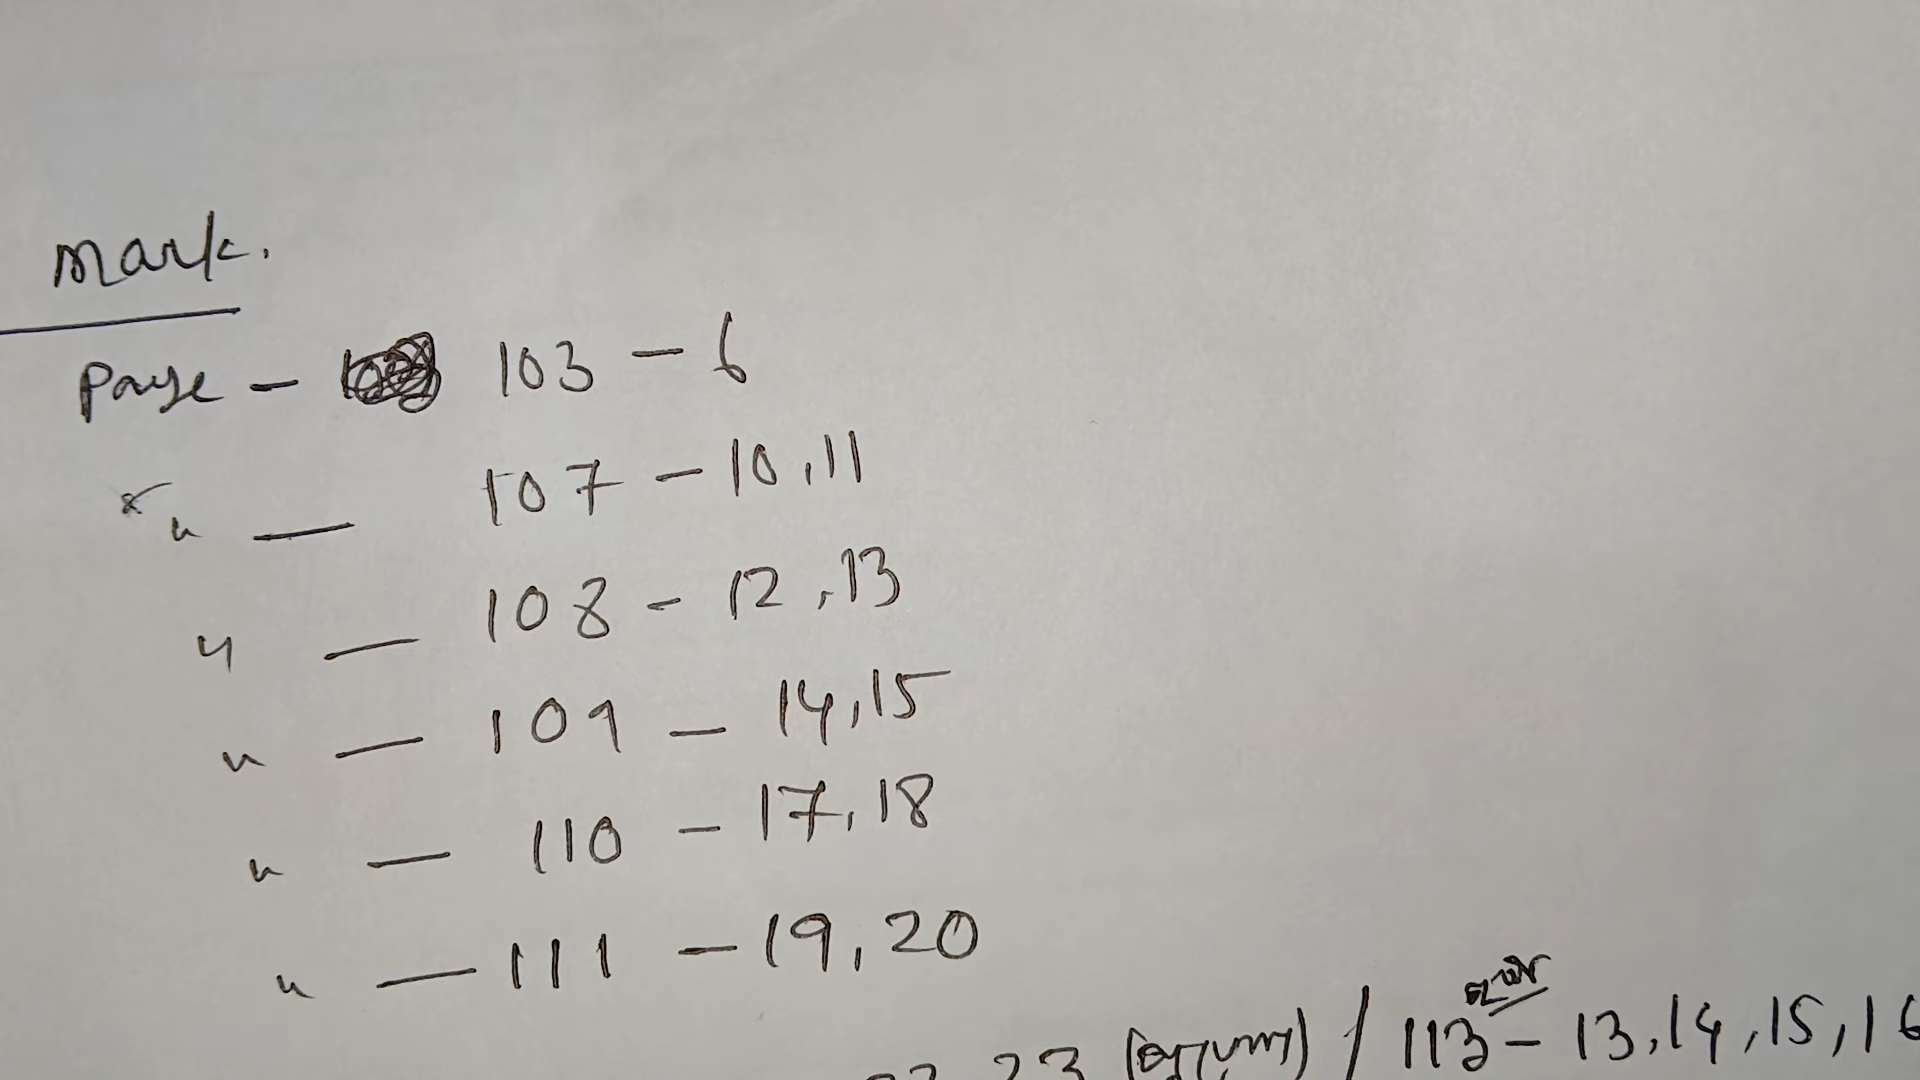 mark.
Page - 103 - 6
" — 107 - 10, 11
" — 108 - 12, 13
" — 109 - 14, 15
" — 110 - 17, 18
" — 111 - 19, 20
23 / 113 - 13, 14, 15, 16